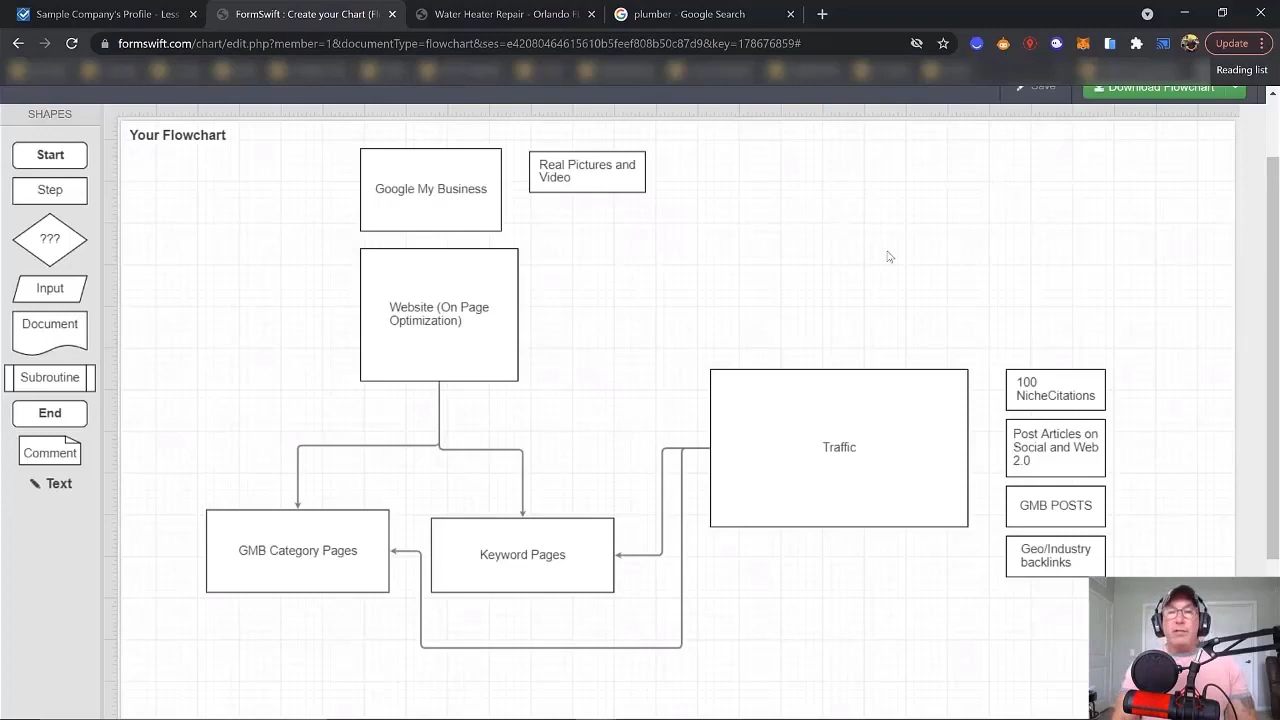 Sample Company's Profile - Less
FormSwift : Create your Chart (Fl
Water Heater Repair - Orlando Fl
plumber - Google Search
formswift.com/chart/edit.php?member=1&documentType=flowchart&ses=e42080464615610b5feef808b50c87d9&key=178676859#
Update
Reading list
SHAPES
Save
Download Flowchart
Start
Step
???
Input
Document
Subroutine
End
Comment
Text
Your Flowchart
Google My Business
Real Pictures and
Video
Website (On Page
Optimization)
GMB Category Pages
Keyword Pages
Traffic
100
NicheCitations
Post Articles on
Social and Web
2.0
GMB POSTS
Geo/Industry
backlinks